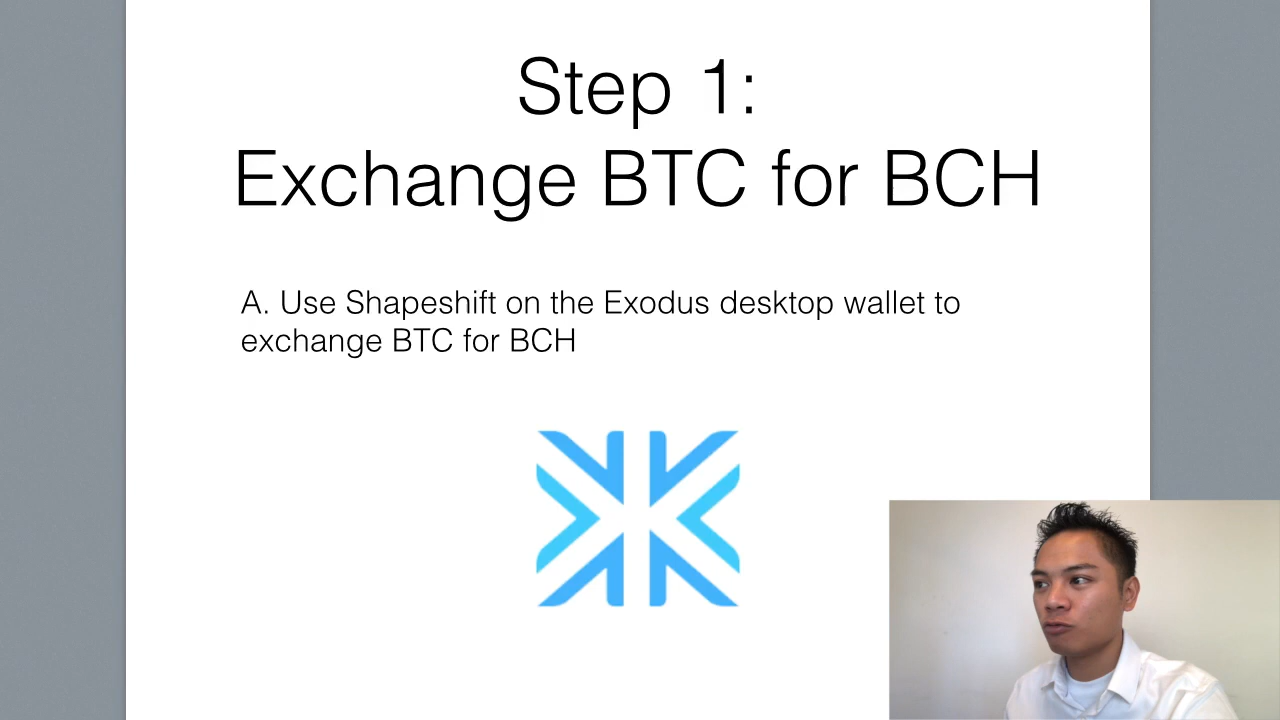 Step 1:
Exchange BTC for BCH
A. Use Shapeshift on the Exodus desktop wallet to
exchange BTC for BCH